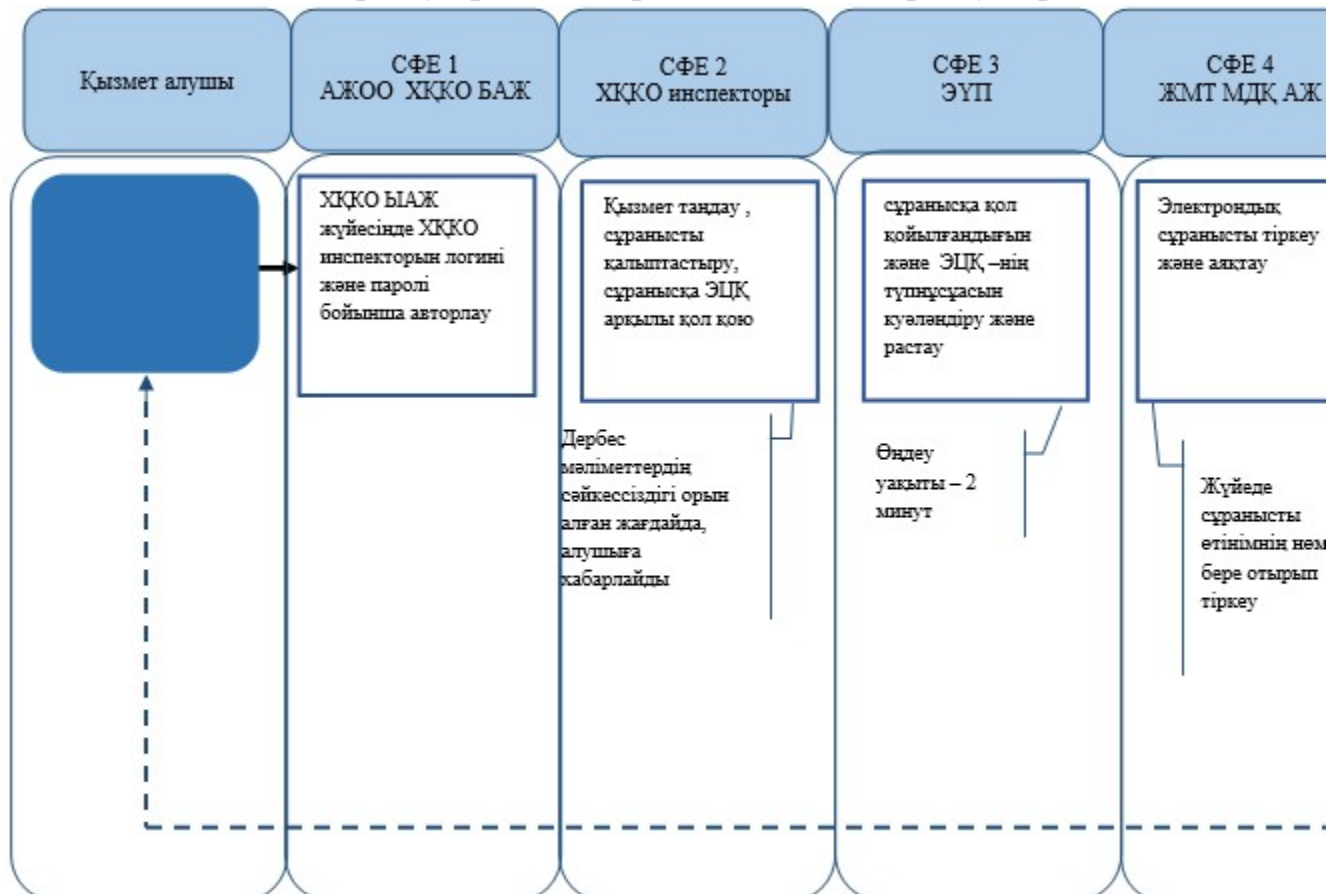 Қызмет алушы
СФЕ 1
АЖОО ХҚКО БАЖ
СФЕ 2
ХҚКО инспекторы
СФЕ 3
ЭҮП
СФЕ 4
ЖМТ МДҚ АЖ
ХҚКО ЫАЖ
жүйесінде ХҚКО
инспекторын логині
және паролі
бойынша авторлау
Қызмет таңдау ,
сұранысты
қалыптастыру,
сұранысқа ЭЦҚ
арқылы қол қою
сұранысқа қол
қойылғандығын
және ЭЦҚ –нің
түпнұсұасын
куәләндіру және
растау
Электрондық
сұранысты тіркеу
және аяқтау
Дербес
мәліметтердің
сәйкессіздігі орын
алған жағдайда,
алушыға
хабарлайды
Өңдеу
уақыты – 2
минут
Жүйеде
сұранысты
өтінімнің нем
бере отырып
тіркеу